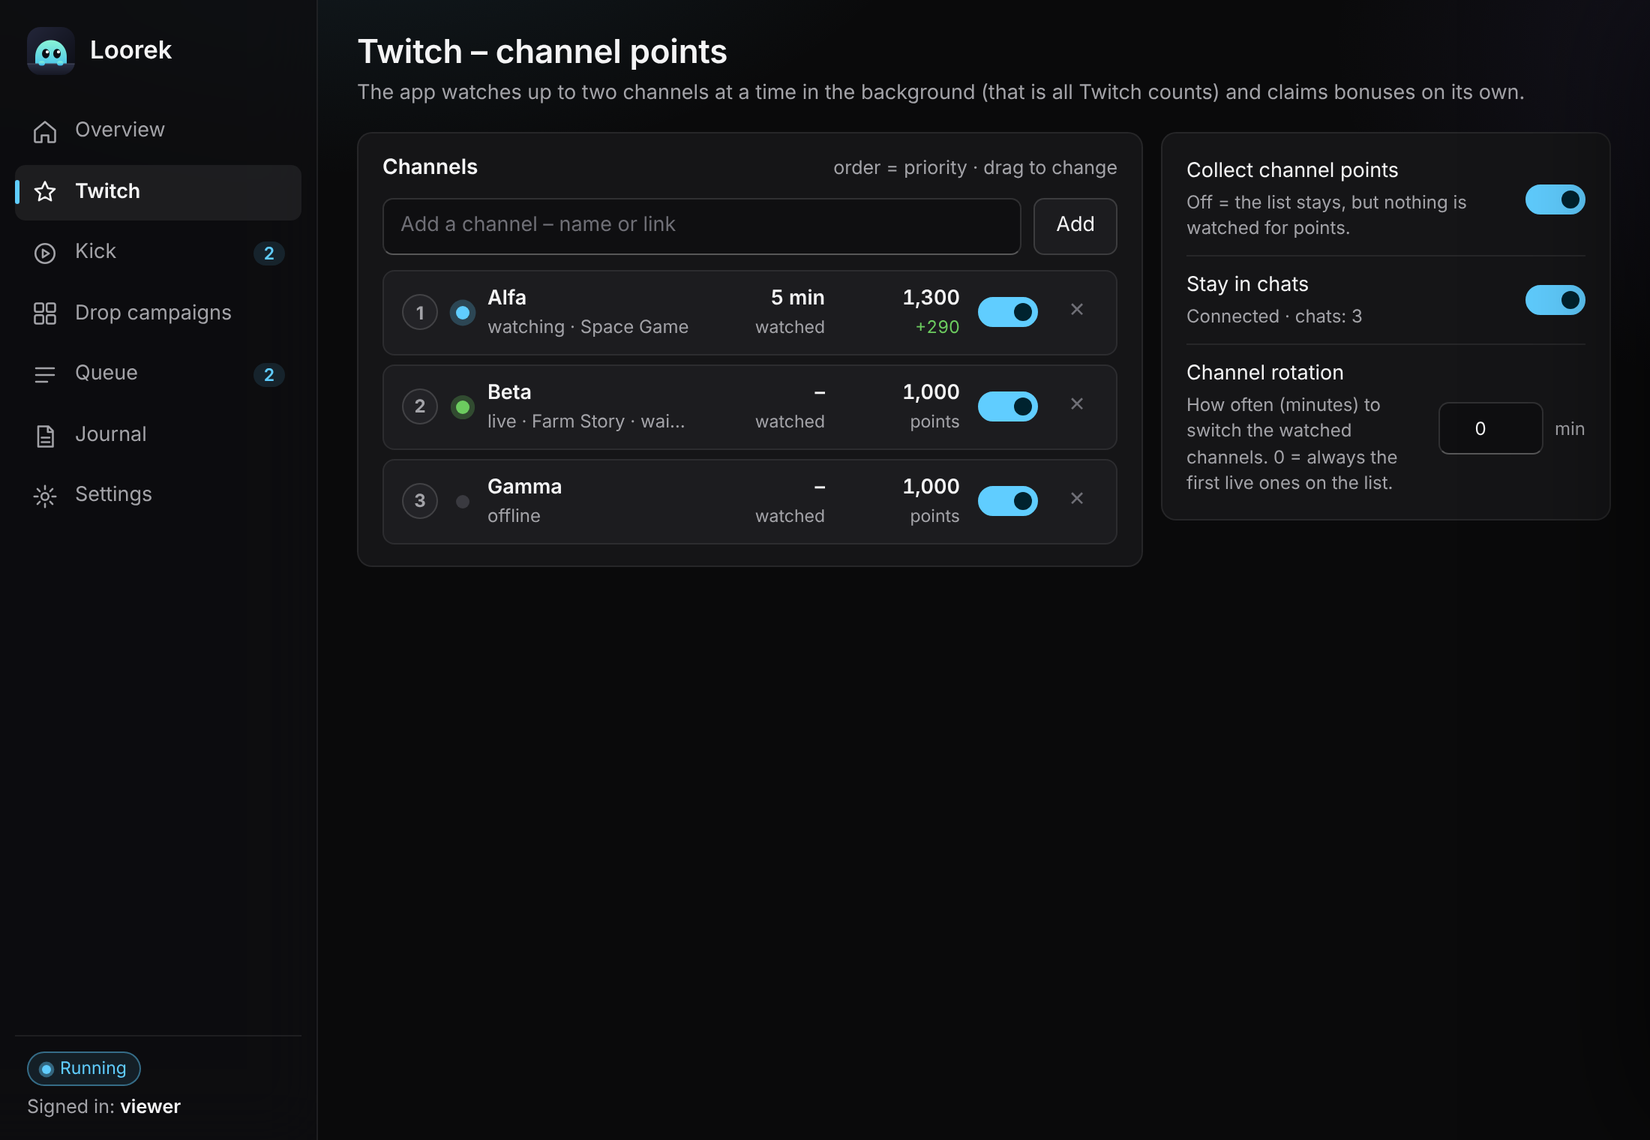 Loorek
Overview
Twitch
Kick 2
Drop campaigns
Queue 2
Journal
Settings
Running
Signed in: viewer
Twitch – channel points
The app watches up to two channels at a time in the background (that is all Twitch counts) and claims bonuses on its own.
Channels order = priority · drag to change
Add a channel – name or link Add
1 Alfa 5 min 1,300
watching · Space Game watched +290
2 Beta – 1,000
live · Farm Story · wai... watched points
3 Gamma – 1,000
offline watched points
Collect channel points
Off = the list stays, but nothing is
watched for points.
Stay in chats
Connected · chats: 3
Channel rotation
How often (minutes) to
switch the watched
channels. 0 = always the
first live ones on the list.
0 min